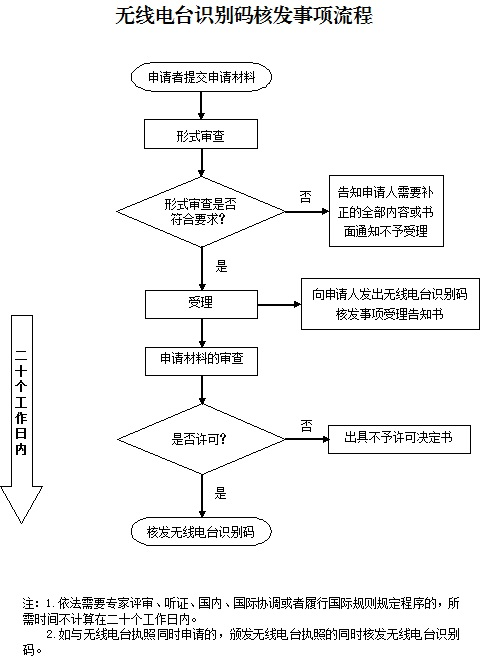 无线电台识别码核发事项流程
申请者提交申请材料
形式审查
形式审查是否
符合要求？
否
告知申请人需要补
正的全部内容或书
面通知不予受理
是
受理
向申请人发出无线电台识别码
核发事项受理告知书
申请材料的审查
二十个工作日内
是否许可？
否
出具不予许可决定书
是
核发无线电台识别码
注：1.依法需要专家评审、听证、国内、国际协调或者履行国际规则规定程序的，所
需时间不计算在二十个工作日内。
2.如与无线电台执照同时申请的，颁发无线电台执照的同时核发无线电台识别
码。